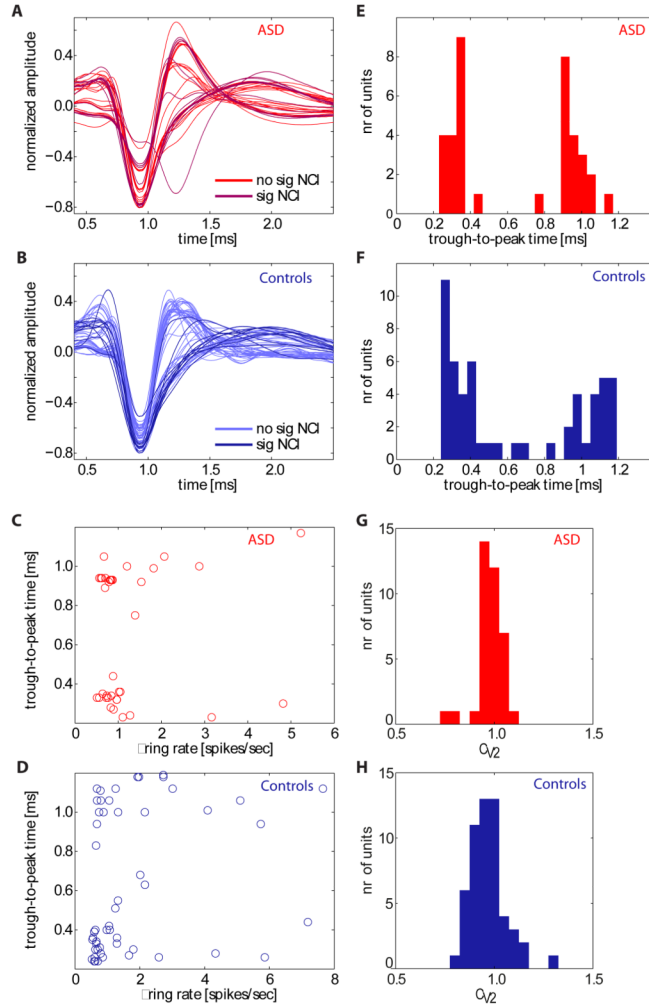 A
ASD
normalized amplitude
0.4
0.0
−0.4
−0.8
no sig NCI
sig NCI
0.5 1.0 1.5 2.0
time [ms]
E
ASD
nr of units
8
6
4
2
0
0 0.2 0.4 0.6 0.8 1.0 1.2
trough-to-peak time [ms]
B
Controls
normalized amplitude
0.4
0.0
−0.4
−0.8
no sig NCI
sig NCI
0.5 1.0 1.5 2.0
time [ms]
F
Controls
nr of units
10
8
6
4
2
0
0 0.2 0.4 0.6 0.8 1.0 1.2
trough-to-peak time [ms]
C
ASD
trough-to-peak time [ms]
1.0
0.8
0.6
0.4
0 1 2 3 4 5 6
ring rate [spikes/sec]
G
ASD
nr of units
15
10
5
0
0.5 1.0 1.5
CV2
D
Controls
trough-to-peak time [ms]
1.0
0.8
0.6
0.4
0 2 4 6 8
ring rate [spikes/sec]
H
Controls
nr of units
15
10
5
0
0.5 1.0 1.5
CV2